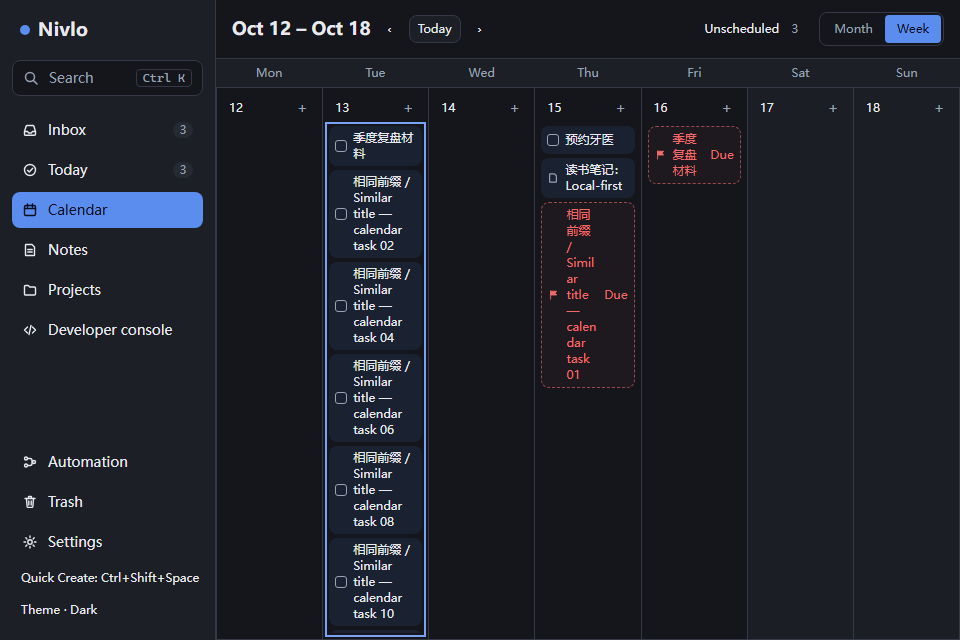 Nivlo
Search Ctrl K
Inbox 3
Today 3
Calendar
Notes
Projects
Developer console
Automation
Trash
Settings
Quick Create: Ctrl+Shift+Space
Theme · Dark
Oct 12 – Oct 18 ‹ Today ›
Unscheduled 3
Month Week
Mon Tue Wed Thu Fri Sat Sun
12 +
13 +
季度复盘材
料
相同前缀 /
Similar
title —
calendar
task 02
相同前缀 /
Similar
title —
calendar
task 04
相同前缀 /
Similar
title —
calendar
task 06
相同前缀 /
Similar
title —
calendar
task 08
相同前缀 /
Similar
title —
calendar
task 10
14 +
15 +
预约牙医
读书笔记：
Local-first
相同
前缀
/
Simil
ar
title
—
calen
dar
task
01
Due
16 +
季度
复盘
材料
Due
17 +
18 +